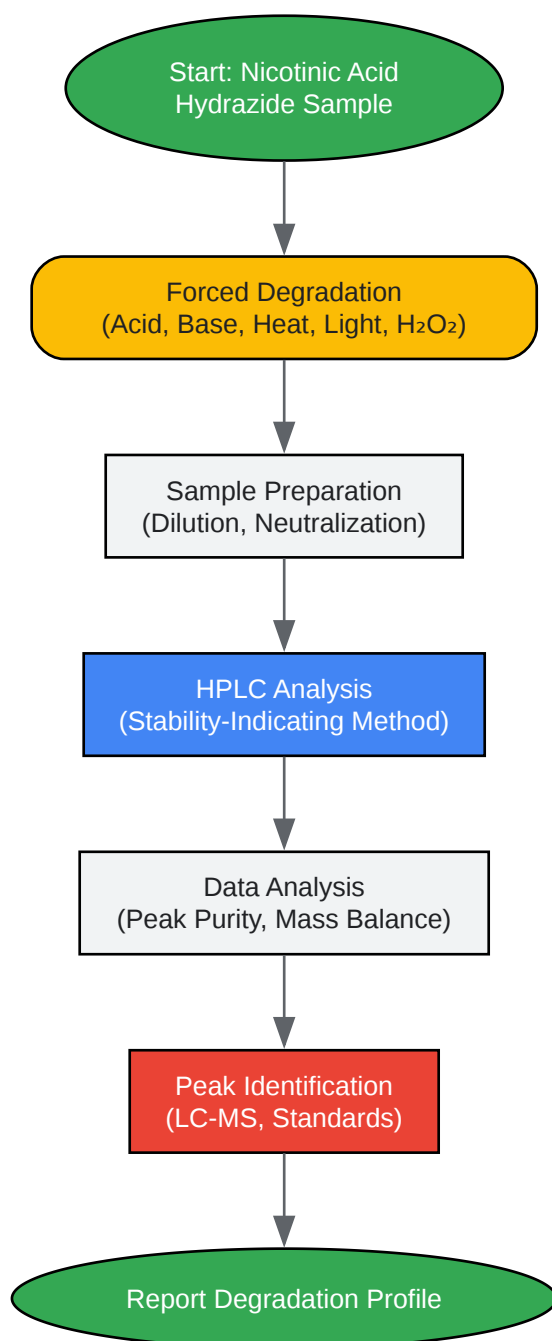 Start: Nicotinic Acid
Hydrazide Sample
Forced Degradation
(Acid, Base, Heat, Light, H₂O₂)
Sample Preparation
(Dilution, Neutralization)
HPLC Analysis
(Stability-Indicating Method)
Data Analysis
(Peak Purity, Mass Balance)
Peak Identification
(LC-MS, Standards)
Report Degradation Profile